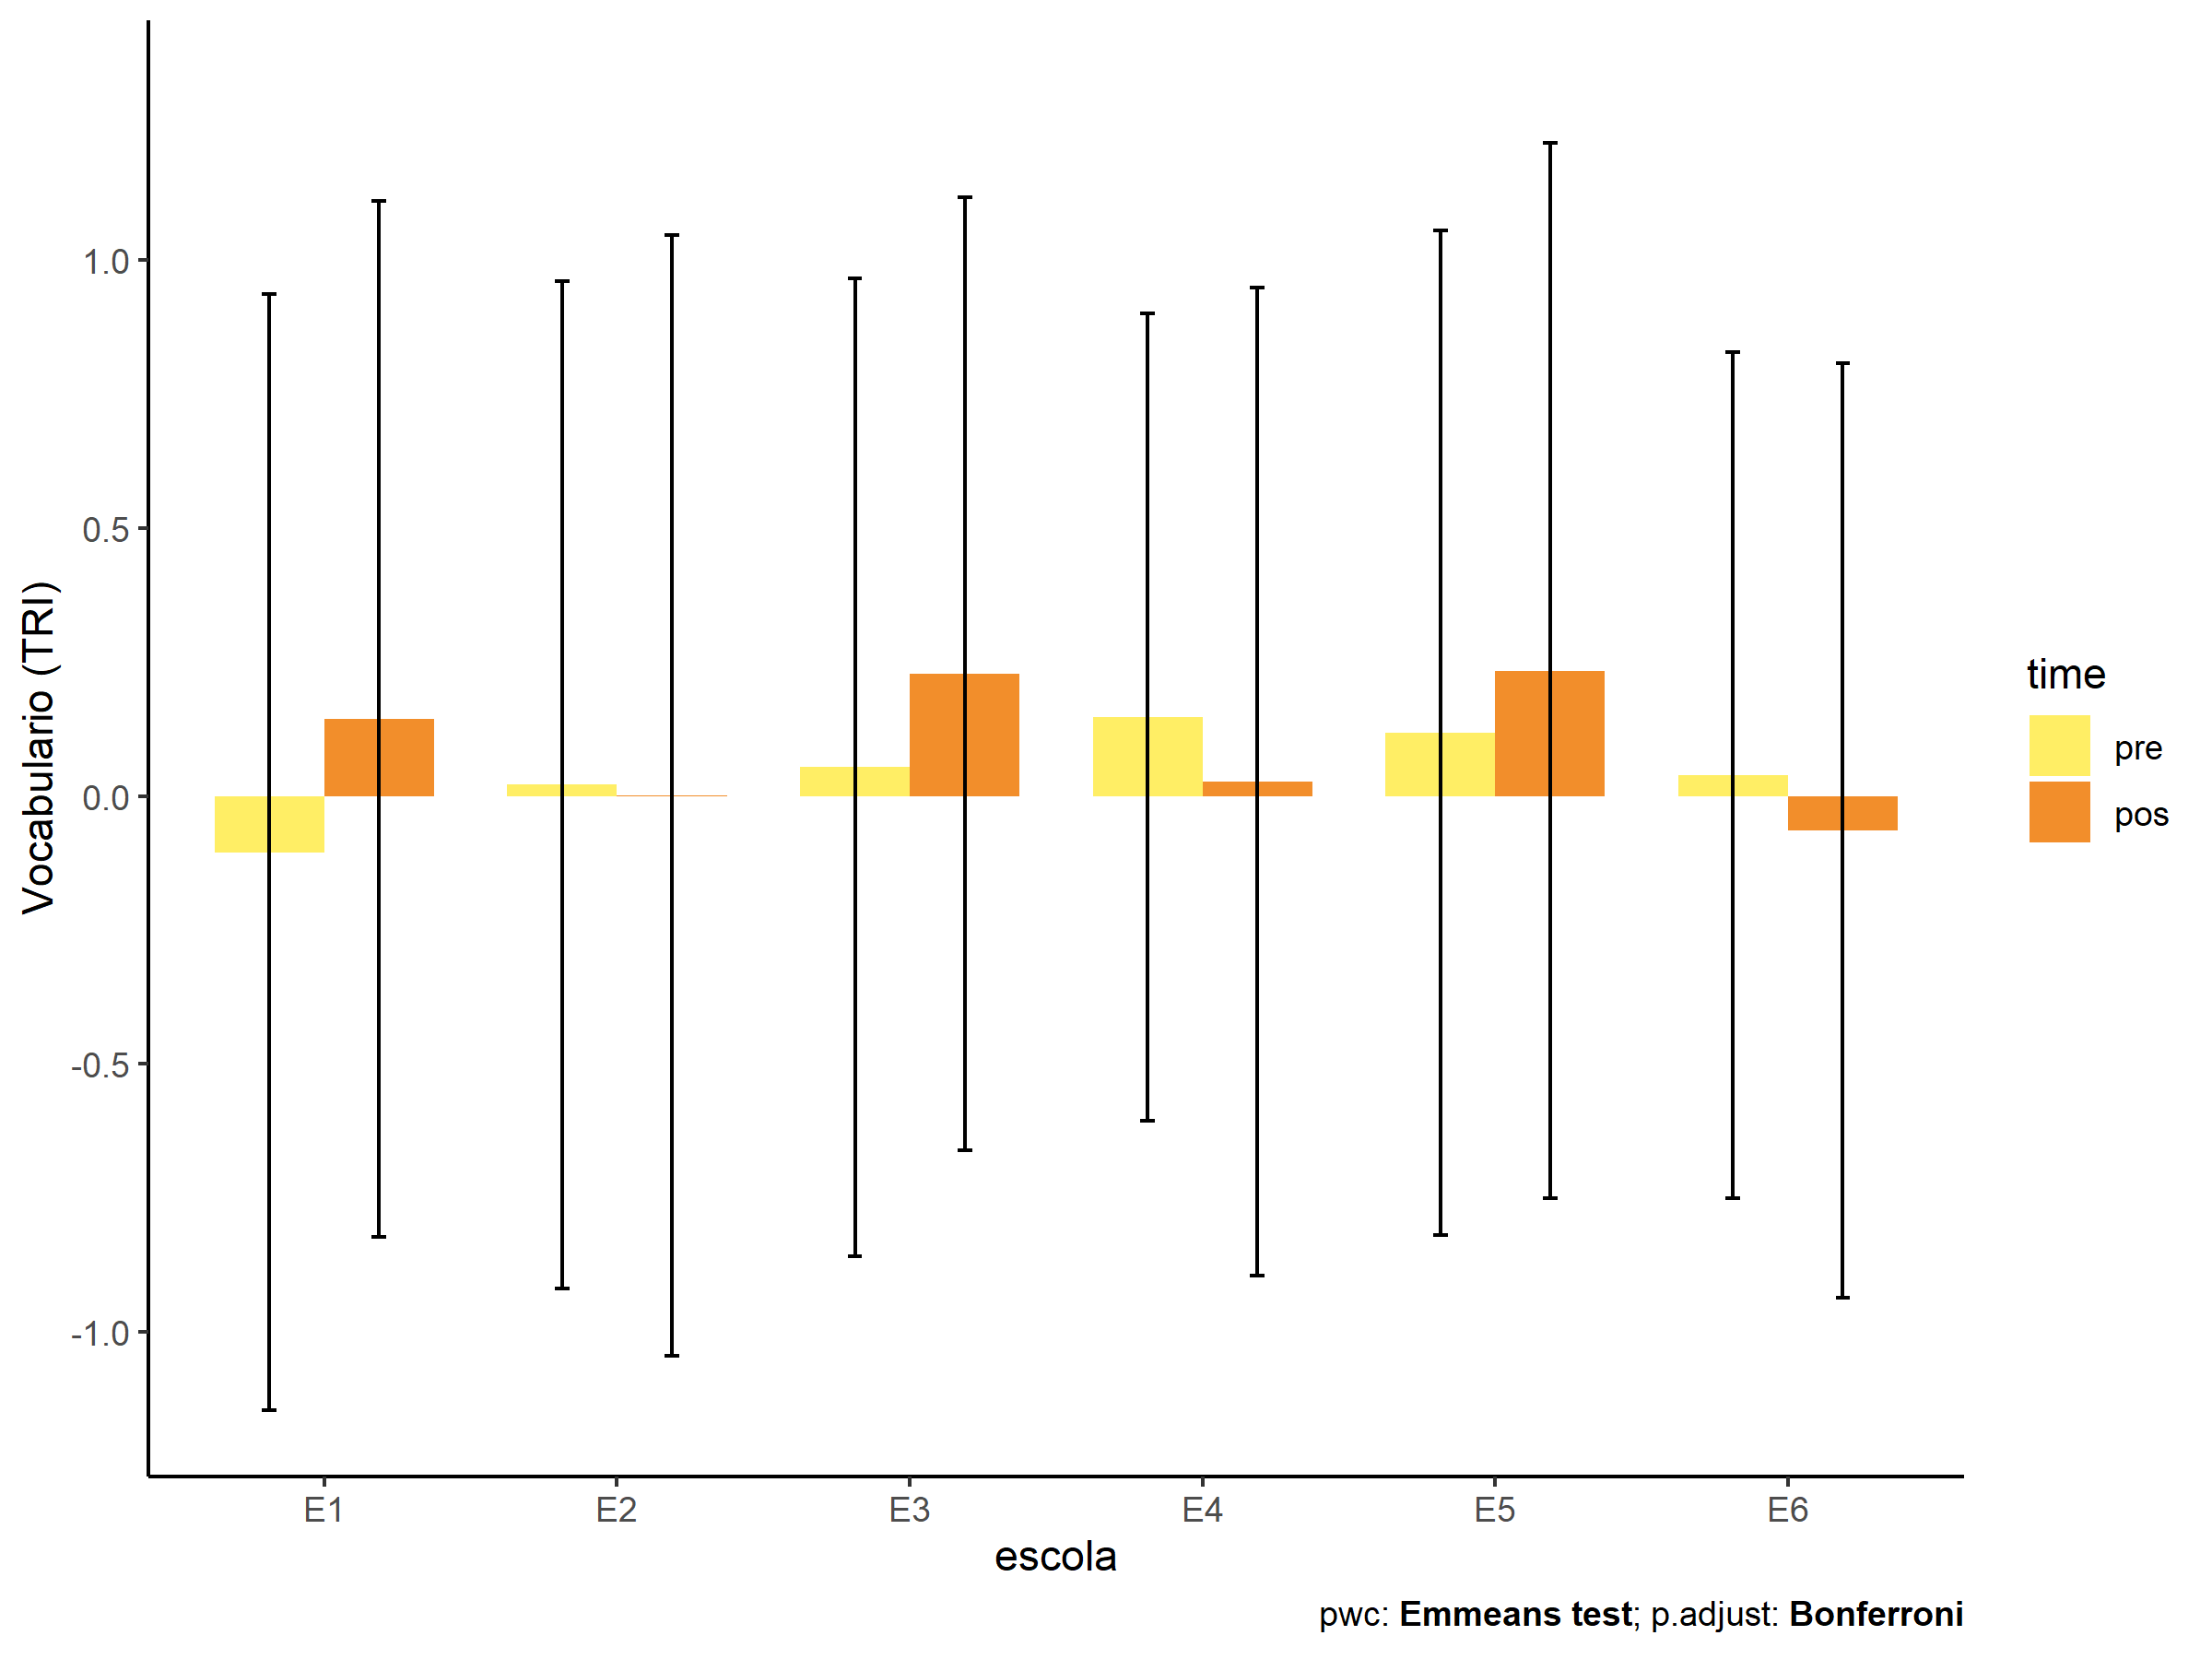 Vocabulario (TRI)
1.0
0.5
0.0
-0.5
-1.0
E1 E2 E3 E4 E5 E6
escola
time
pre
pos
pwc: Emmeans test; p.adjust: Bonferroni